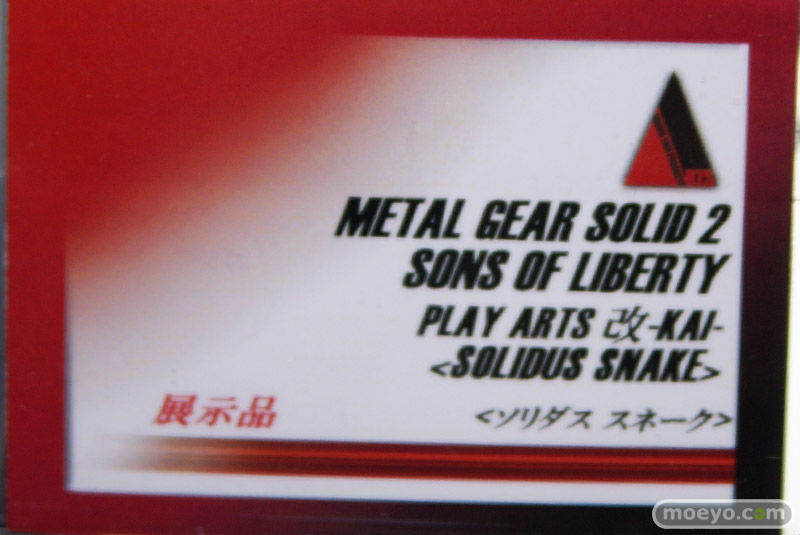 METAL GEAR SOLID 2
SONS OF LIBERTY
PLAY ARTS 改 -KAI-
<SOLIDUS SNAKE>
展示品
<ソリダス スネーク>
moeyo.com